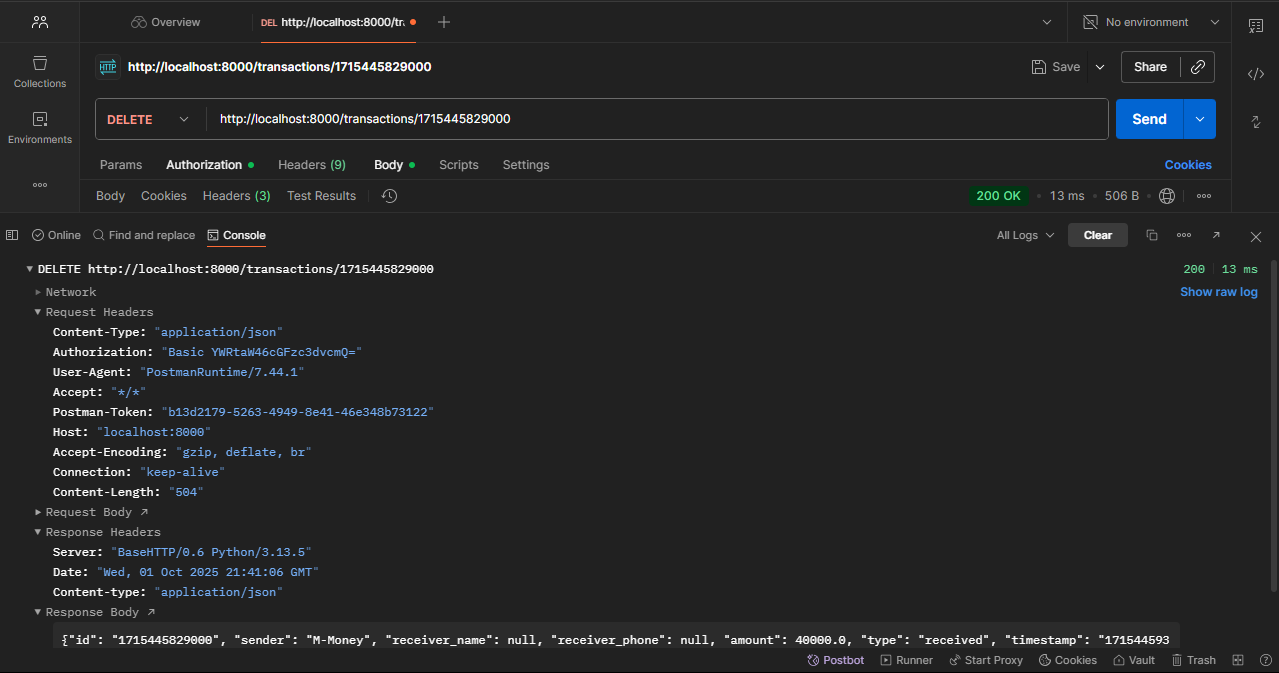 Overview
DEL http://localhost:8000/tr
No environment
Collections
Environments
HTTP http://localhost:8000/transactions/1715445829000
Save
Share
DELETE http://localhost:8000/transactions/1715445829000
Send
Params Authorization Headers (9) Body Scripts Settings
Cookies
Body Cookies Headers (3) Test Results
200 OK • 13 ms • 506 B •
Online Find and replace Console
All Logs Clear
DELETE http://localhost:8000/transactions/1715445829000
200 13 ms
Network
Show raw log
Request Headers
Content-Type: "application/json"
Authorization: "Basic YWRtaW46cGFzc3dvcmQ="
User-Agent: "PostmanRuntime/7.44.1"
Accept: "*/*"
Postman-Token: "b13d2179-5263-4949-8e41-46e348b73122"
Host: "localhost:8000"
Accept-Encoding: "gzip, deflate, br"
Connection: "keep-alive"
Content-Length: "504"
Request Body
Response Headers
Server: "BaseHTTP/0.6 Python/3.13.5"
Date: "Wed, 01 Oct 2025 21:41:06 GMT"
Content-type: "application/json"
Response Body
{"id": "1715445829000", "sender": "M-Money", "receiver_name": null, "receiver_phone": null, "amount": 40000.0, "type": "received", "timestamp": "171544593
Postbot Runner Start Proxy Cookies Vault Trash